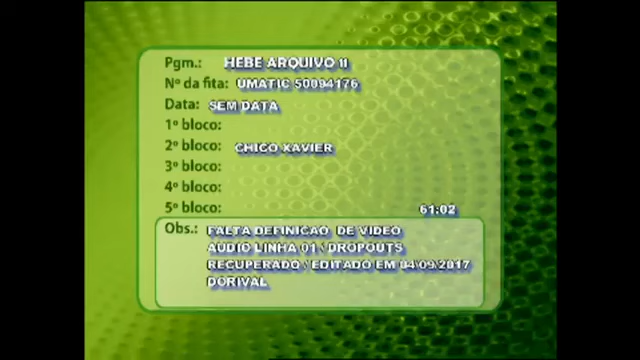 Pgm.: HEBE ARQUIVO II
Nº da fita: UMATIC 50094176
Data: SEM DATA
1º bloco:
2º bloco: CHICO XAVIER
3º bloco:
4º bloco:
5º bloco: 61:02
Obs.: FALTA DEFINICAO DE VIDEO
AUDIO LINHA 01 / DROPOUTS
RECUPERADO / EDITADO EM 04/09/2017
DORIVAL